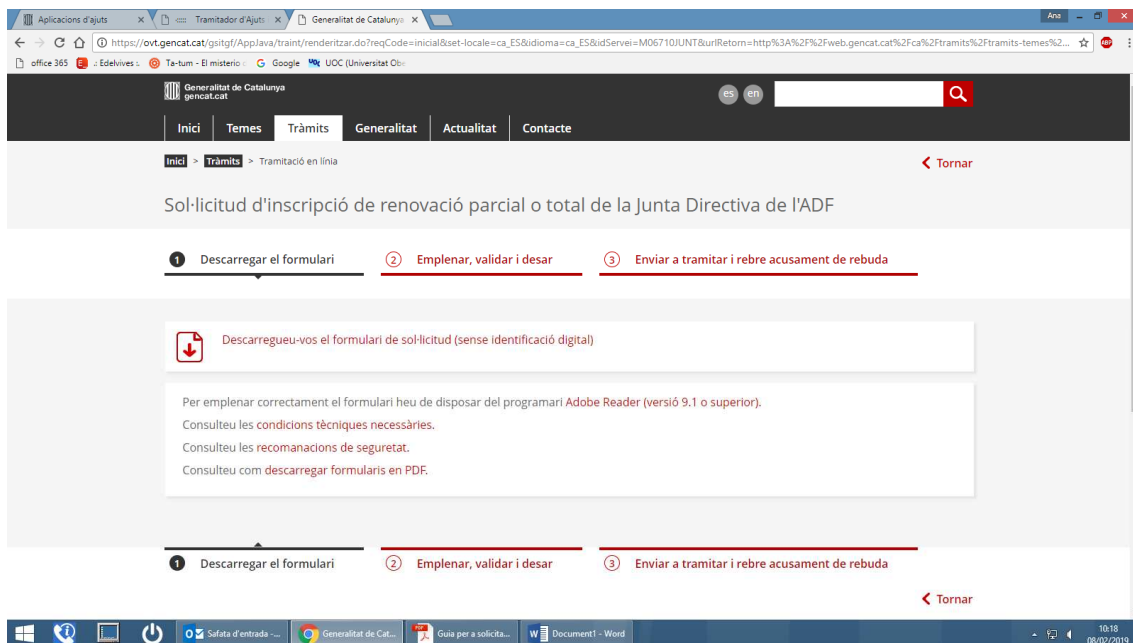 Aplicacions d'ajuts
Tramitador d'Ajuts
Generalitat de Catalunya
Ana
https://ovt.gencat.cat/gsitgf/AppJava/traint/renderitzar.do?reqCode=inicial&set-locale=ca_ES&idioma=ca_ES&idServei=M06710JUNT&urlRetorn=http%3A%2F%2Fweb.gencat.cat%2Fca%2Ftramits%2Ftramits-temes%2...
ABP
office 365
.: Edelvives :.
Ta-tum - El misterio
Google
UOC (Universitat Obe
Generalitat de Catalunya
gencat.cat
es en
Inici Temes Tràmits Generalitat Actualitat Contacte
Inici > Tràmits > Tramitació en línia
Tornar
Sol·licitud d'inscripció de renovació parcial o total de la Junta Directiva de l'ADF
1 Descarregar el formulari 2 Emplenar, validar i desar 3 Enviar a tramitar i rebre acusament de rebuda
Descarregueu-vos el formulari de sol·licitud (sense identificació digital)
Per emplenar correctament el formulari heu de disposar del programari Adobe Reader (versió 9.1 o superior).
Consulteu les condicions tècniques necessàries.
Consulteu les recomanacions de seguretat.
Consulteu com descarregar formularis en PDF.
1 Descarregar el formulari 2 Emplenar, validar i desar 3 Enviar a tramitar i rebre acusament de rebuda
Tornar
Safata d'entrada -... Generalitat de Cat... Guia per a solicita... Document1 - Word
10:18
08/02/2019